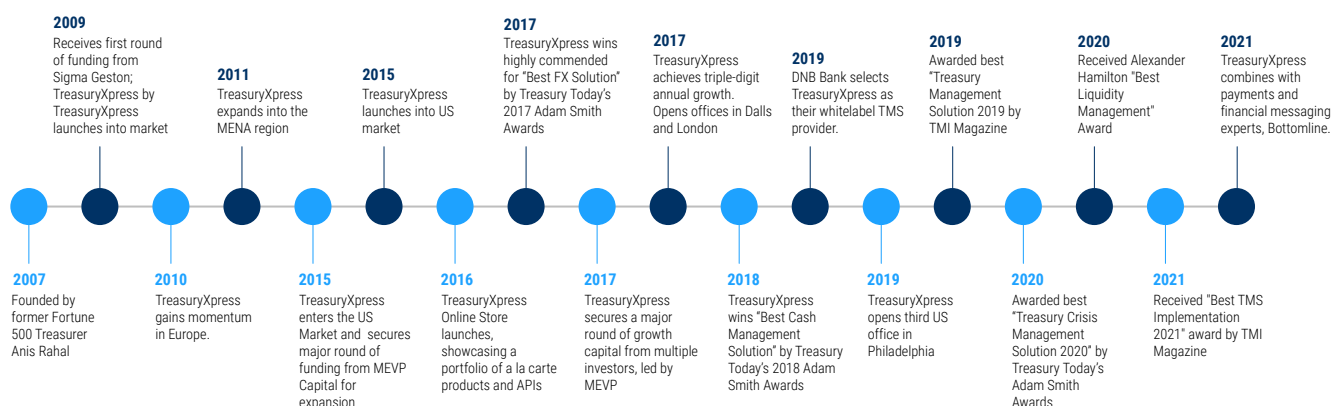 2009
Receives first round
of funding from
Sigma Geston;
TreasuryXpress by
TreasuryXpress
launches into market
2011
TreasuryXpress
expands into the
MENA region
2015
TreasuryXpress
launches into US
market
2017
TreasuryXpress wins
highly commended
for "Best FX Solution"
by Treasury Today's
2017 Adam Smith
Awards
2017
TreasuryXpress
achieves triple-digit
annual growth.
Opens offices in Dalls
and London
2019
DNB Bank selects
TreasuryXpress as
their whitelabel TMS
provider.
2019
Awarded best
"Treasury
Management
Solution 2019 by
TMI Magazine
2020
Received Alexander
Hamilton "Best
Liquidity
Management"
Award
2021
TreasuryXpress
combines with
payments and
financial messaging
experts, Bottomline.
2007
Founded by
former Fortune
500 Treasurer
Anis Rahal
2010
TreasuryXpress
gains momentum
in Europe.
2015
TreasuryXpress
enters the US
Market and  secures
major round of
funding from MEVP
Capital for
expansion
2016
TreasuryXpress
Online Store
launches,
showcasing a
portfolio of a la carte
products and APIs
2017
TreasuryXpress
secures a major
round of growth
capital from multiple
investors, led by
MEVP
2018
TreasuryXpress
wins "Best Cash
Management
Solution" by Treasury
Today's 2018 Adam
Smith Awards
2019
TreasuryXpress
opens third US
office in
Philadelphia
2020
Awarded best
"Treasury Crisis
Management
Solution 2020" by
Treasury Today's
Adam Smith
Awards
2021
Received "Best TMS
Implementation
2021" award by TMI
Magazine